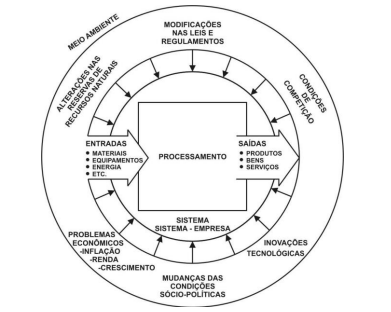 MEIO AMBIENTE
MODIFICAÇÕES
NAS LEIS E
REGULAMENTOS
ALTERAÇÕES NAS
RESERVAS DE
RECURSOS NATURAIS
CONDIÇÕES
DE
COMPETIÇÃO
ENTRADAS
• MATERIAIS
• EQUIPAMENTOS
• ENERGIA
• ETC.
PROCESSAMENTO
SAÍDAS
• PRODUTOS
• BENS
• SERVIÇOS
SISTEMA
SISTEMA - EMPRESA
PROBLEMAS
ECONÔMICOS
-INFLAÇÃO
-RENDA
-CRESCIMENTO
INOVAÇÕES
TECNOLÓGICAS
MUDANÇAS DAS
CONDIÇÕES
SÓCIO-POLÍTICAS